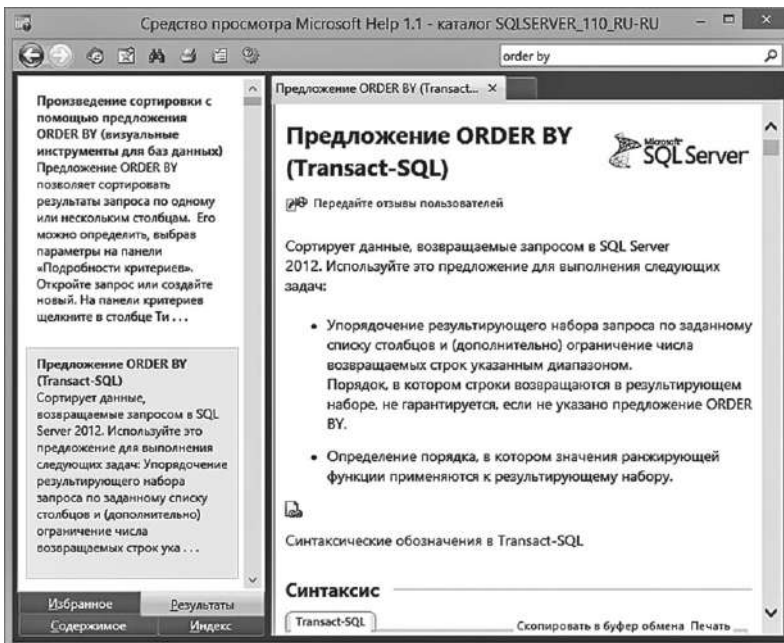 Средство просмотра Microsoft Help 1.1 - каталог SQLSERVER_110_RU-RU
order by
Произведение сортировки с
помощью предложения
ORDER BY (визуальные
инструменты для баз данных)
Предложение ORDER BY
позволяет сортировать
результаты запроса по одному
или нескольким столбцам. Его
можно определить, выбрав
параметры на панели
«Подробности критериев».
Откройте запрос или создайте
новый. На панели критериев
щелкните в столбце Ти . . .
Предложение ORDER BY
(Transact-SQL)
Сортирует данные,
возвращаемые запросом в SQL
Server 2012. Используйте это
предложение для выполнения
следующих задач: Упорядочение
результирующего набора
запроса по заданному списку
столбцов и (дополнительно)
ограничение числа
возвращаемых строк ука . . .
Избранное Результаты
Содержимое Индекс
Предложение ORDER BY (Transact...
Предложение ORDER BY
(Transact-SQL)
Microsoft
SQL Server
Передайте отзывы пользователей
Сортирует данные, возвращаемые запросом в SQL Server
2012. Используйте это предложение для выполнения следующих
задач:
• Упорядочение результирующего набора запроса по заданному
списку столбцов и (дополнительно) ограничение числа
возвращаемых строк указанным диапазоном.
Порядок, в котором строки возвращаются в результирующем
наборе, не гарантируется, если не указано предложение ORDER
BY.
• Определение порядка, в котором значения ранжирующей
функции применяются к результирующему набору.
Синтаксические обозначения в Transact-SQL
Синтаксис
Transact-SQL Скопировать в буфер обмена Печать